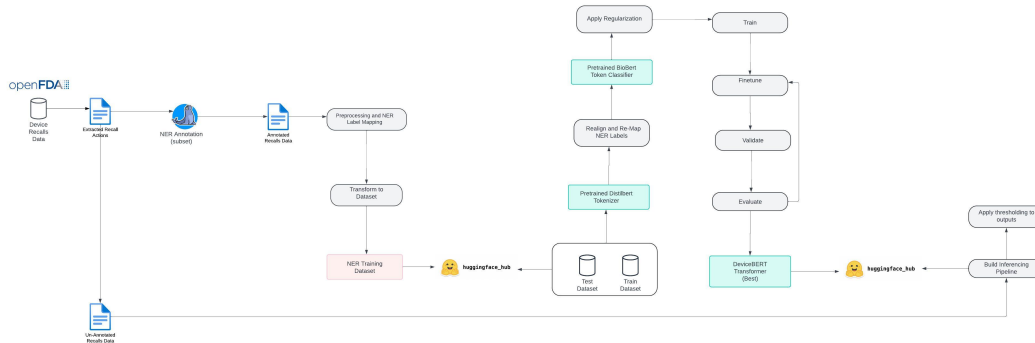 openFDA
Device
Recalls
Data
Extracted Recall
Actions
NER Annotation
(subset)
Annotated
Recalls Data
Preprocessing and NER
Label Mapping
Transform to
Dataset
NER Training
Dataset
huggingface_hub
Un-Annotated
Recalls Data
Apply Regularization
Pretrained BioBert
Token Classifier
Realign and Re-Map
NER Labels
Pretrained Distilbert
Tokenizer
Test
Dataset
Train
Dataset
Train
Finetune
Validate
Evaluate
DeviceBERT
Transformer
(Best)
huggingface_hub
Apply thresholding to
outputs
Build Inferencing
Pipeline